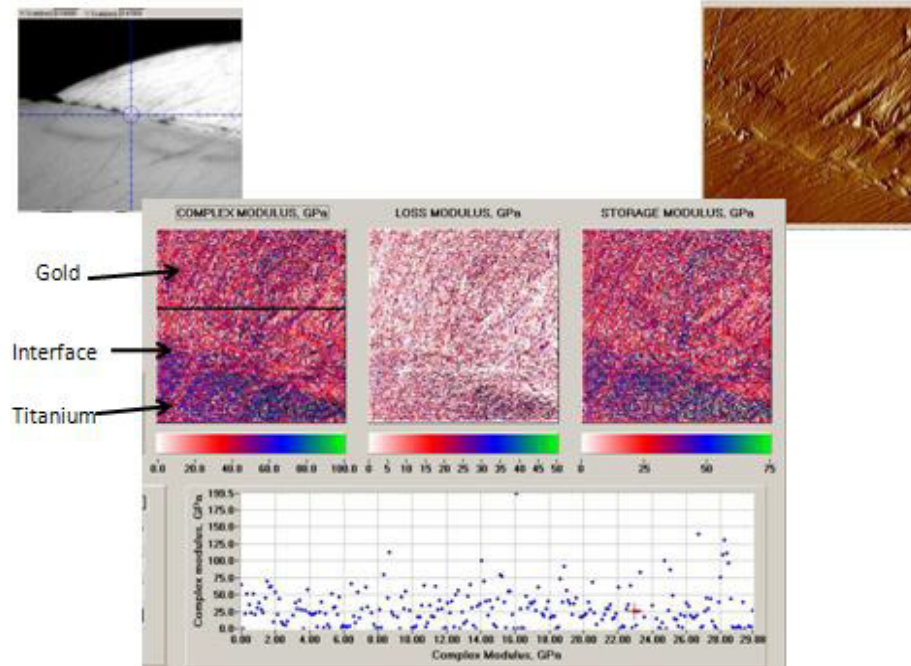 COMPLEX MODULUS, GPa
LOSS MODULUS, GPa
STORAGE MODULUS, GPa
Gold
Interface
Titanium
0.0 20.0 40.0 60.0 80.0 100.0
0 5 10 15 20 25 30 35 40 45 50
0 25 50 75
Complex modulus, GPa
199.5
175.0
150.0
125.0
100.0
75.0
50.0
25.0
0.0
0.00 2.00 4.00 6.00 8.00 10.00 12.00 14.00 16.00 18.00 20.00 22.00 24.00 26.00 28.00 29.00
Complex Modulus, GPa